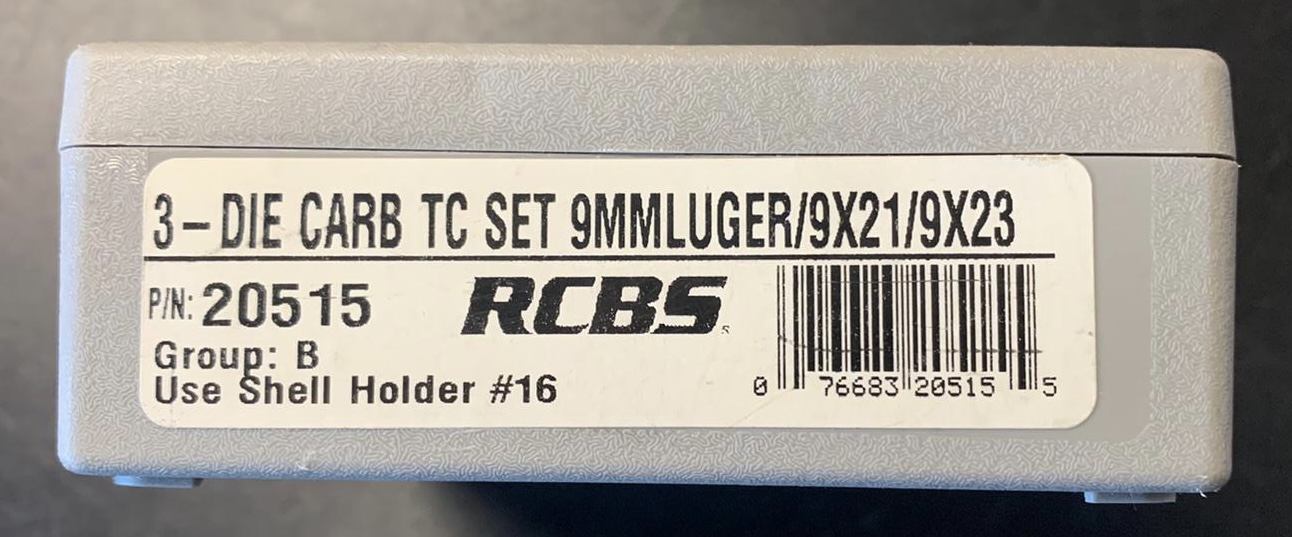 3-DIE CARB TC SET 9MMLUGER/9X21/9X23
P/N: 20515
RCBS
Group: B
Use Shell Holder #16
0 76683 20515 5